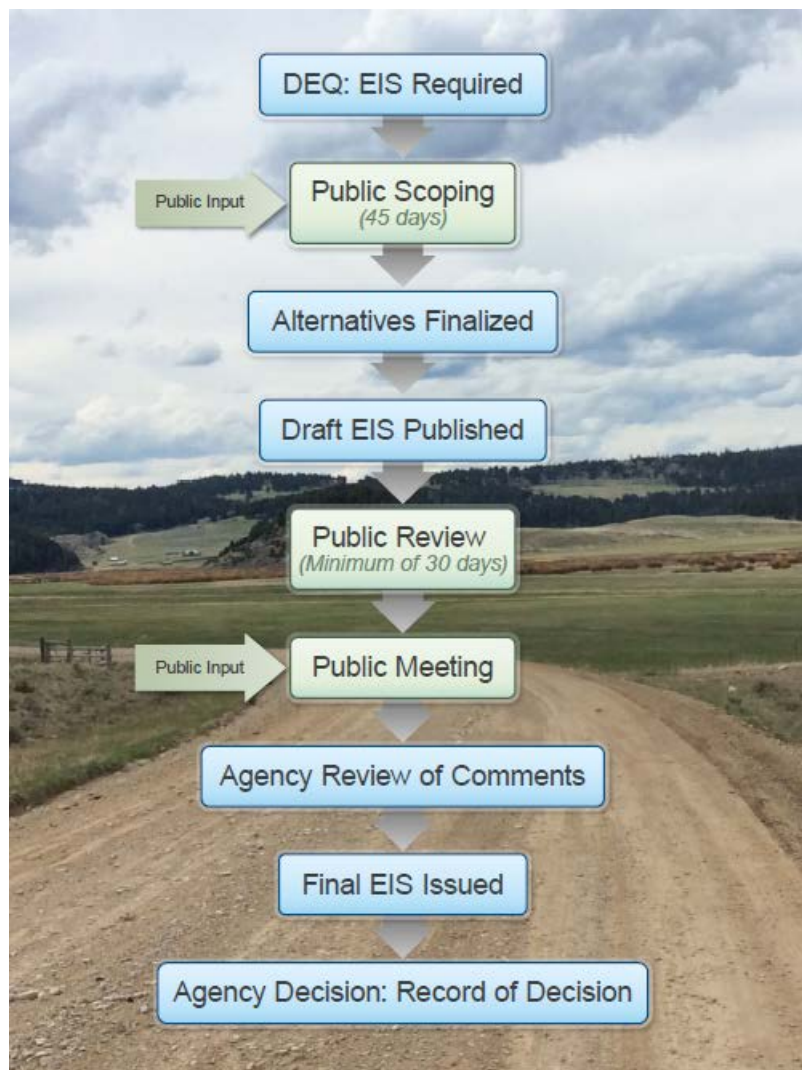 DEQ: EIS Required
Public Input
Public Scoping
(45 days)
Alternatives Finalized
Draft EIS Published
Public Review
(Minimum of 30 days)
Public Input
Public Meeting
Agency Review of Comments
Final EIS Issued
Agency Decision: Record of Decision